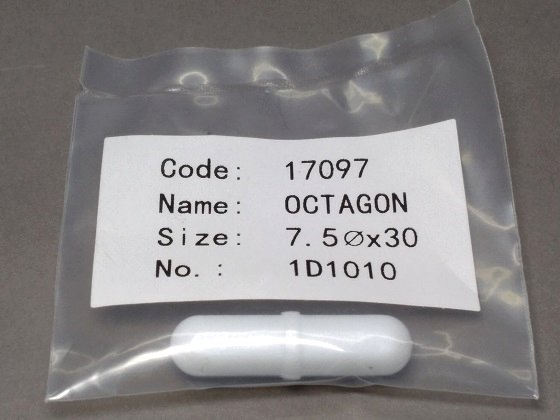 Code: 17097
Name: OCTAGON
Size: 7.5∅x30
No.: 1D1010